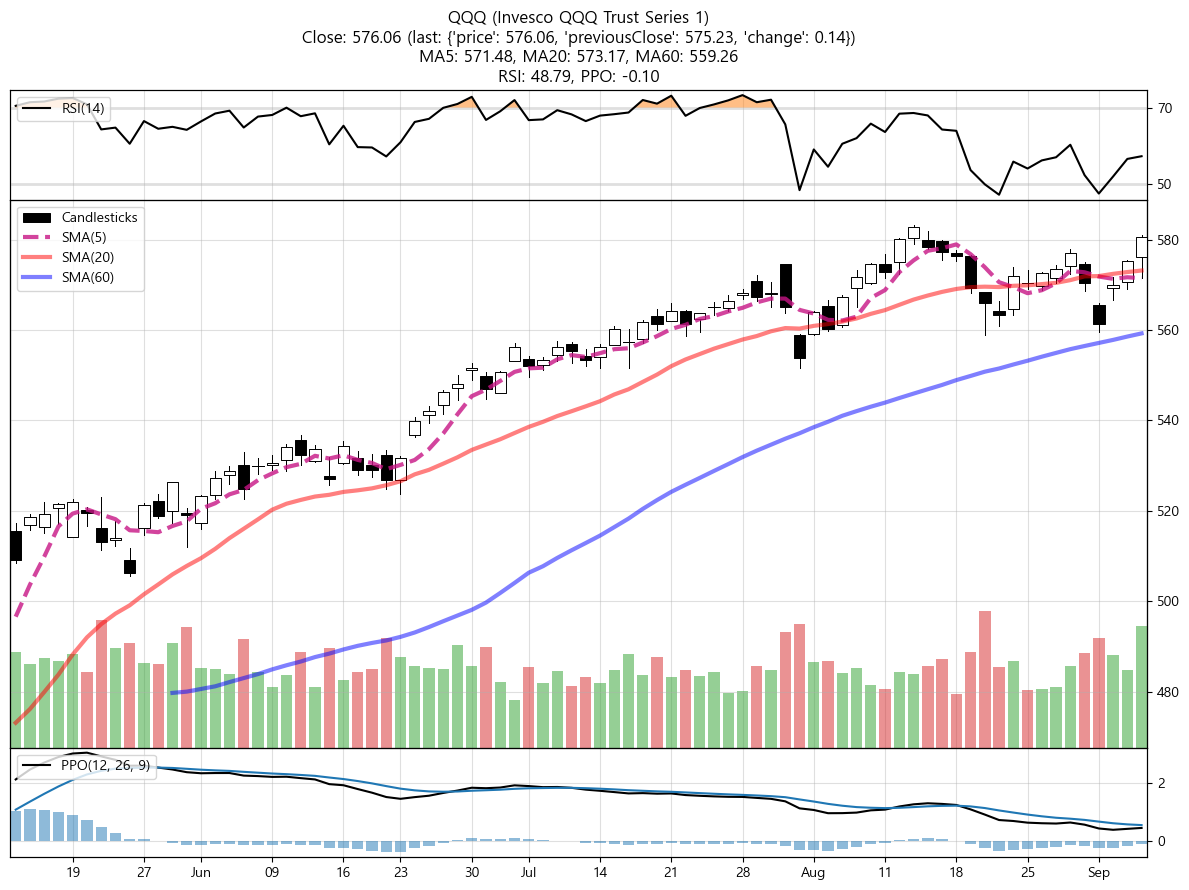 QQQ (Invesco QQQ Trust Series 1)
Close: 576.06 (last: {'price': 576.06, 'previousClose': 575.23, 'change': 0.14})
MA5: 571.48, MA20: 573.17, MA60: 559.26
RSI: 48.79, PPO: -0.10
RSI(14)
70
50
Candlesticks
SMA(5)
SMA(20)
SMA(60)
580
560
540
520
500
480
PPO(12, 26, 9)
2
0
19 27 Jun 09 16 23 30 Jul 14 21 28 Aug 11 18 25 Sep